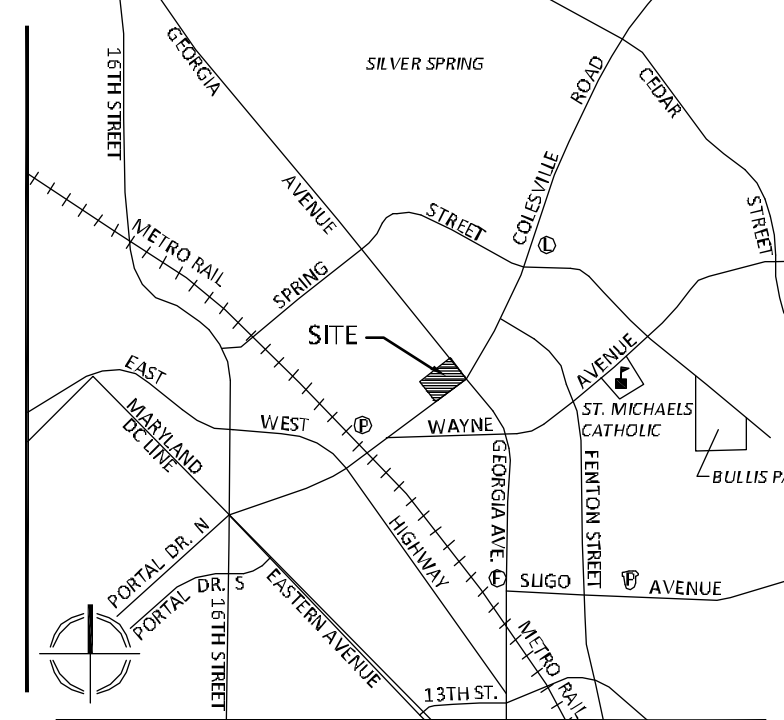 16TH STREET
GEORGIA
AVENUE
SILVER SPRING
COLESVILLE
ROAD
CEDAR
STREET
STREET
SPRING
METRO RAIL
L
SITE
EAST
WEST
HIGHWAY
MARYLAND
DC LINE
P
WAYNE
AVENUE
ST. MICHAELS
CATHOLIC
BULLIS PA
GEORGIA AVE.
FENTON STREET
PORTAL DR. N
PORTAL DR. S
16TH STREET
EASTERN AVENUE
F
SLIGO
P
AVENUE
METRO RAIL
13TH ST.